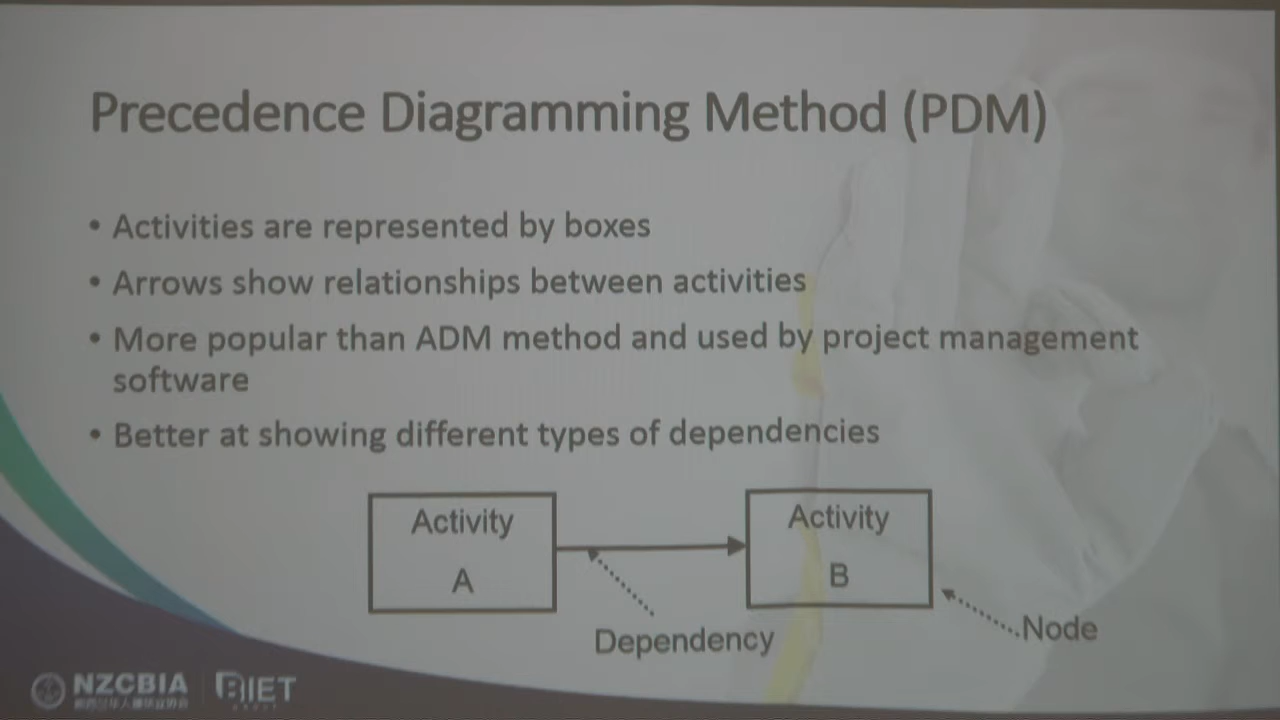 Precedence Diagramming Method (PDM)
• Activities are represented by boxes
• Arrows show relationships between activities
• More popular than ADM method and used by project management
software
• Better at showing different types of dependencies
Activity
A
Activity
B
Dependency
Node
NZCBIA
BIET